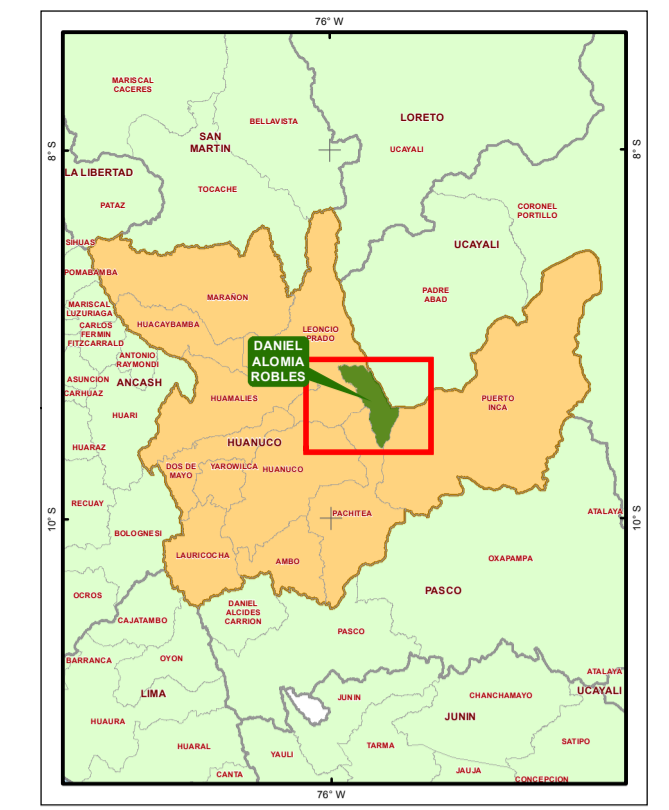 76° W
MARISCAL
CACERES
BELLAVISTA
LORETO
SAN
MARTIN
UCAYALI
8° S
8° S
LA LIBERTAD
TOCACHE
PATAZ
CORONEL
PORTILLO
SIHUAS
UCAYALI
POMABAMBA
PADRE
ABAD
MARAÑON
MARISCAL
LUZURIAGA
CARLOS
FERMIN
FITZCARRALD
HUACAYBAMBA
LEONCIO
PRADO
DANIEL
ALOMIA
ROBLES
ANTONIO
RAYMONDI
ASUNCION
ANCASH
CARHUAZ
HUAMALIES
PUERTO
INCA
HUARI
HUANUCO
HUARAZ
DOS DE
MAYO
YAROWILCA
HUANUCO
RECUAY
PACHITEA
ATALAYA
10° S
10° S
BOLOGNESI
LAURICOCHA
AMBO
OXAPAMPA
OCROS
PASCO
DANIEL
ALCIDES
CARRION
CAJATAMBO
PASCO
BARRANCA
OYON
ATALAYA
UCAYALI
LIMA
JUNIN
CHANCHAMAYO
HUAURA
JUNIN
HUARAL
YAULI
TARMA
SATIPO
CANTA
JAUJA
CONCEPCION
76° W